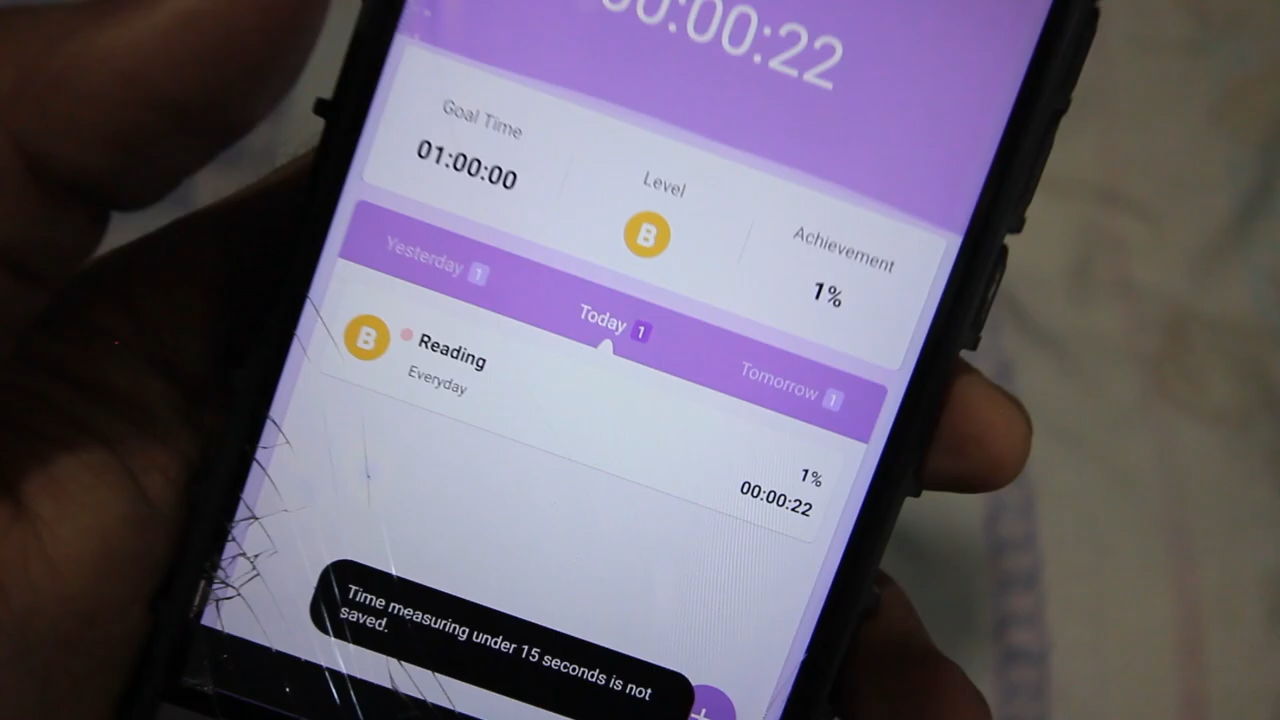 00:00:22
Goal Time
Level
Achievement
01:00:00
B
1%
Yesterday 1
Today 1
Tomorrow 1
B
Reading
Everyday
1%
00:00:22
Time measuring under 15 seconds is not
saved.
+